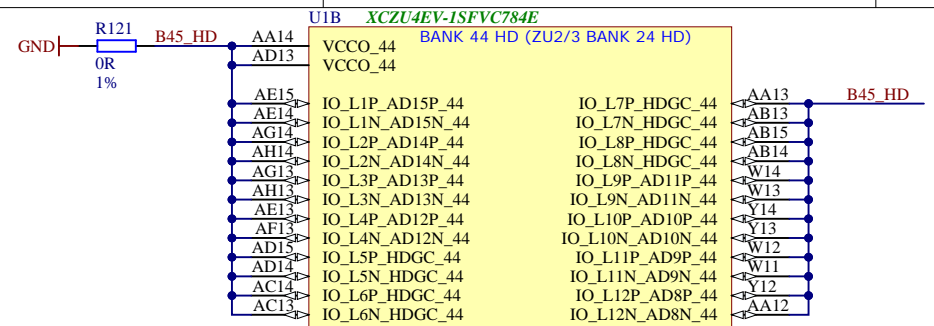 U1B XCZU4EV-1SFVC784E
BANK 44 HD (ZU2/3 BANK 24 HD)
R121
GND
0R
1%
B45_HD
AA14 VCCO_44
AD13 VCCO_44
AE15 IO_L1P_AD15P_44
AE14 IO_L1N_AD15N_44
AG14 IO_L2P_AD14P_44
AH14 IO_L2N_AD14N_44
AG13 IO_L3P_AD13P_44
AH13 IO_L3N_AD13N_44
AE13 IO_L4P_AD12P_44
AF13 IO_L4N_AD12N_44
AD15 IO_L5P_HDGC_44
AD14 IO_L5N_HDGC_44
AC14 IO_L6P_HDGC_44
AC13 IO_L6N_HDGC_44
IO_L7P_HDGC_44 AA13
IO_L7N_HDGC_44 AB13
IO_L8P_HDGC_44 AB15
IO_L8N_HDGC_44 AB14
IO_L9P_AD11P_44 W14
IO_L9N_AD11N_44 W13
IO_L10P_AD10P_44 Y14
IO_L10N_AD10N_44 Y13
IO_L11P_AD9P_44 W12
IO_L11N_AD9N_44 W11
IO_L12P_AD8P_44 Y12
IO_L12N_AD8N_44 AA12
B45_HD